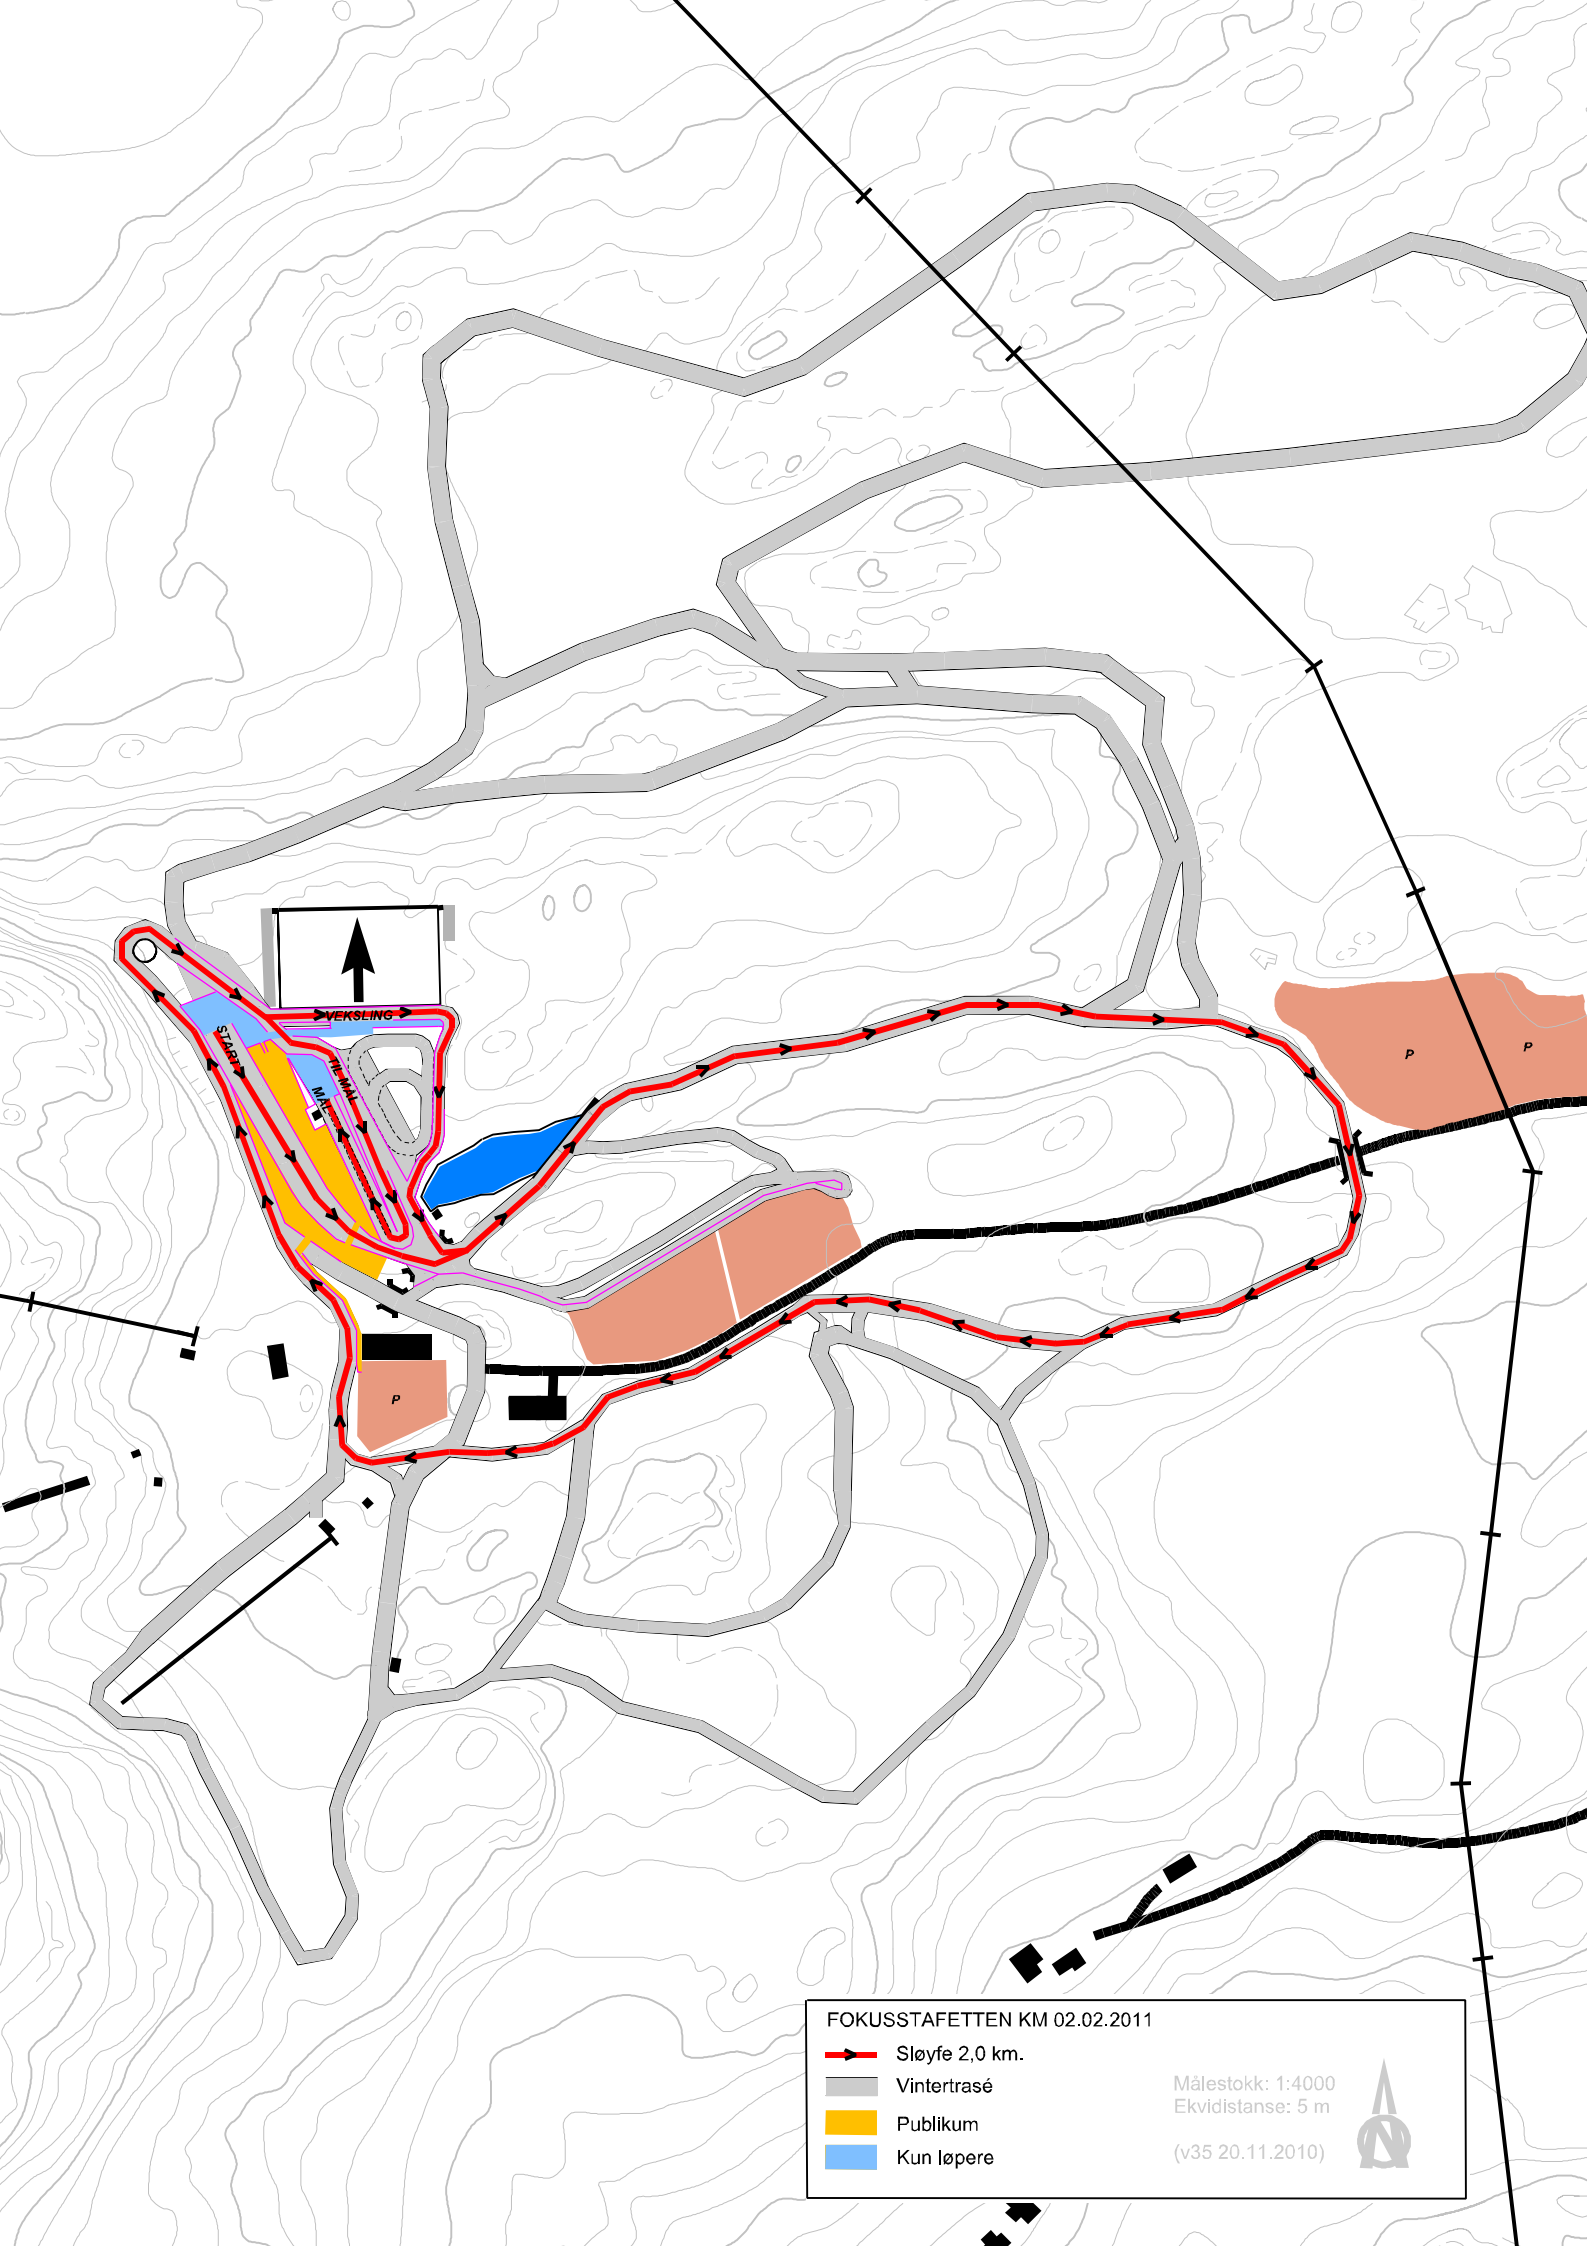 START
VEKSLING
TIL MÅL
MÅL
P
P
P
FOKUSSTAFETTEN KM 02.02.2011
Sløyfe 2,0 km.
Vintertrasé
Publikum
Kun løpere
Målestokk: 1:4000
Ekvidistanse: 5 m
(v35 20.11.2010)
N